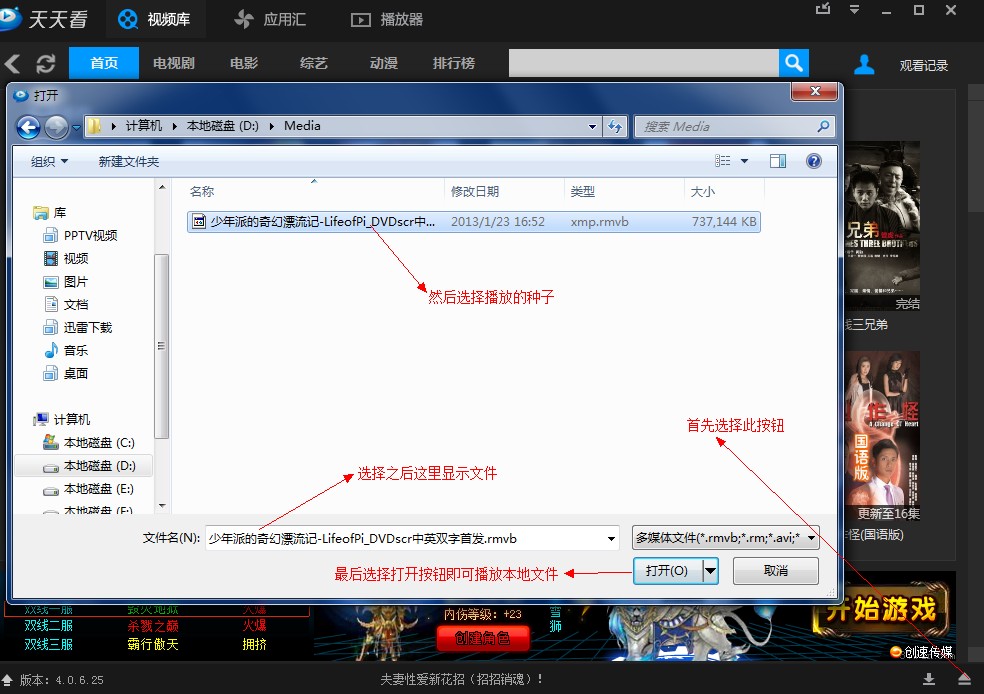 天天看
视频库
应用汇
播放器
首页
电视剧
电影
综艺
动漫
排行榜
观看记录
打开
计算机
本地磁盘 (D:)
Media
搜索 Media
组织
新建文件夹
名称
修改日期
类型
大小
少年派的奇幻漂流记-LifeofPi_DVDscr中...
2013/1/23 16:52
xmp.rmvb
737,144 KB
库
PPTV视频
视频
图片
文档
迅雷下载
音乐
桌面
计算机
本地磁盘 (C:)
本地磁盘 (D:)
本地磁盘 (E:)
本地磁盘 (F:)
然后选择播放的种子
首先选择此按钮
选择之后这里显示文件
文件名(N):
少年派的奇幻漂流记-LifeofPi_DVDscr中英双字首发.rmvb
多媒体文件(*.rmvb;*.rm;*.avi;*
最后选择打开按钮即可播放本地文件
打开(O)
取消
兄弟
完结
三兄弟
A Change of Heart
国语版
更新至16集
怪(国语版)
双线一服
毁灭地狱
火爆
双线二服
杀戮之巅
火爆
双线三服
霸行傲天
拥挤
内伤等级：+23
创建角色
雪狮
开始游戏
创速传媒
版本: 4.0.6.25
夫妻性爱新花招（招招销魂）!